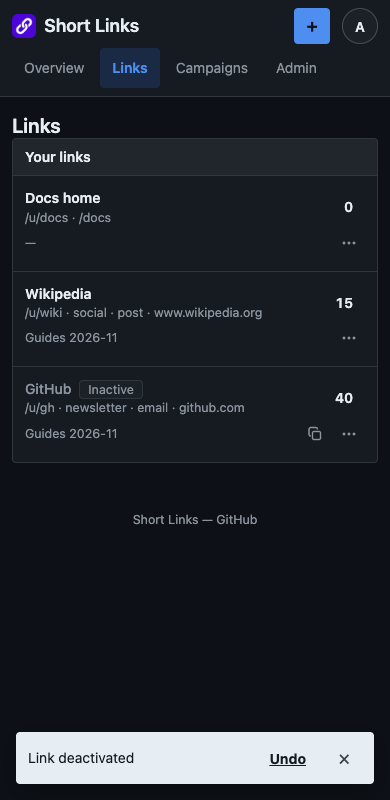 Short Links
+
A
Overview Links Campaigns Admin
Links
Your links
Docs home
0
/u/docs · /docs
—
Wikipedia
15
/u/wiki · social · post · www.wikipedia.org
Guides 2026-11
GitHub Inactive
40
/u/gh · newsletter · email · github.com
Guides 2026-11
Short Links — GitHub
Link deactivated Undo